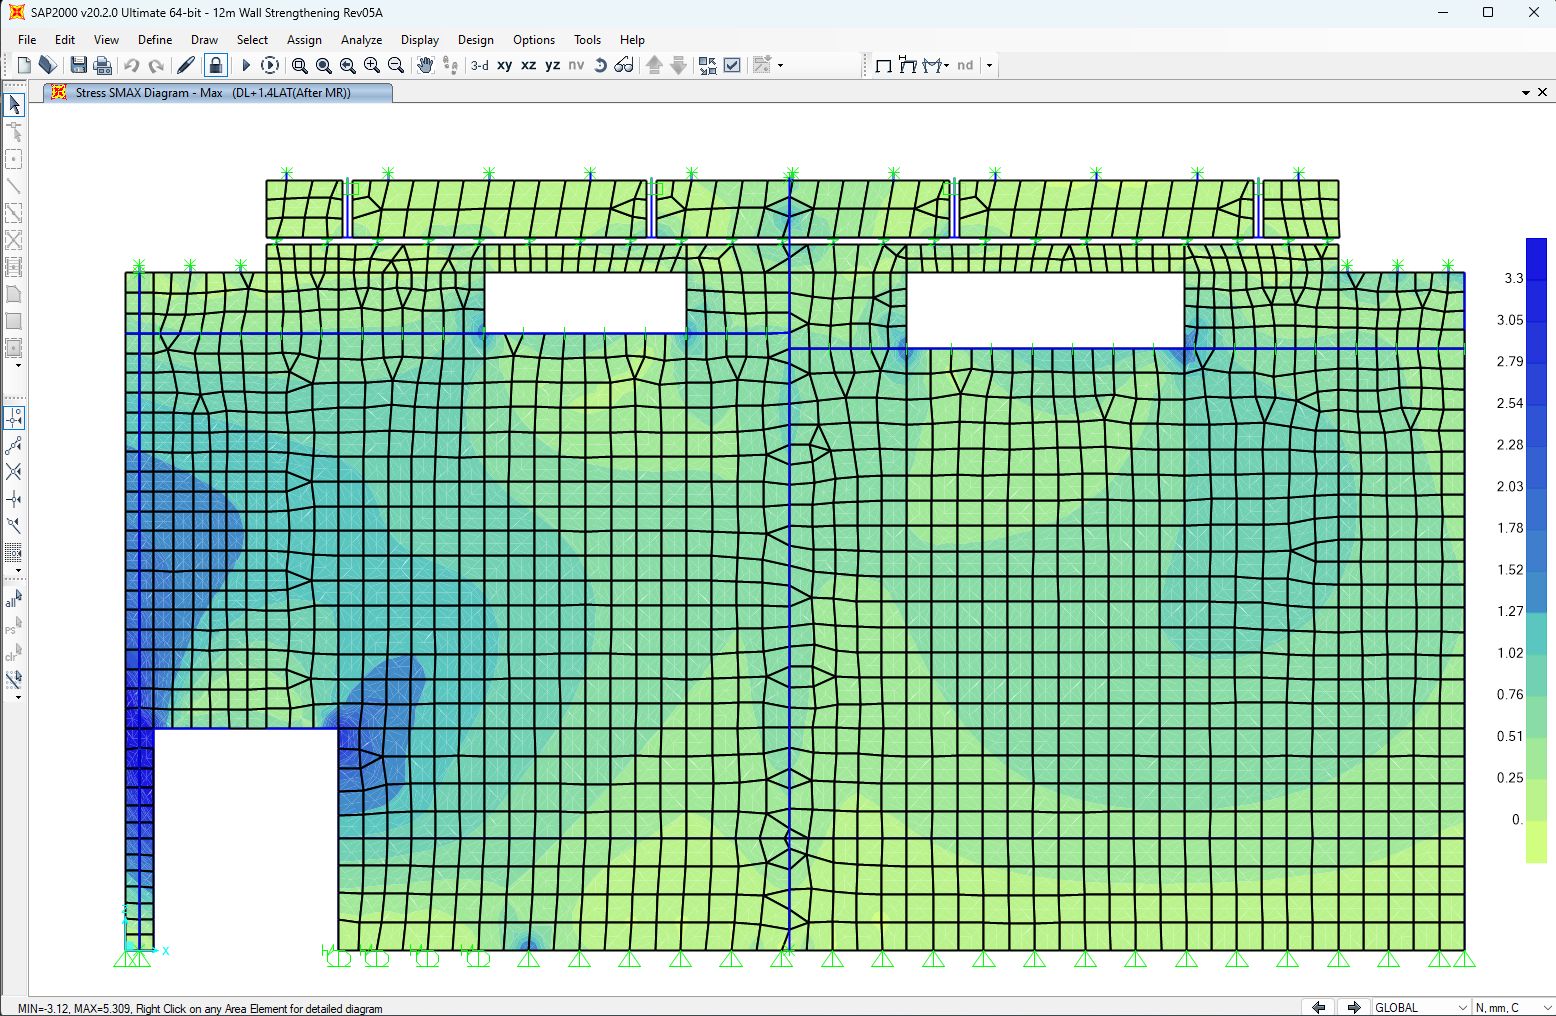 SAP2000 v20.2.0 Ultimate 64-bit - 12m Wall Strengthening Rev05A
File Edit View Define Draw Select Assign Analyze Display Design Options Tools Help
3-d xy xz yz nv nd
Stress SMAX Diagram - Max (DL+1.4LAT(After MR))
3.3
3.05
2.79
2.54
2.28
2.03
1.78
1.52
1.27
1.02
0.76
0.51
0.25
0.
all
ps
clr
Z
X
MIN=-3.12, MAX=5.309, Right Click on any Area Element for detailed diagram
GLOBAL
N, mm, C